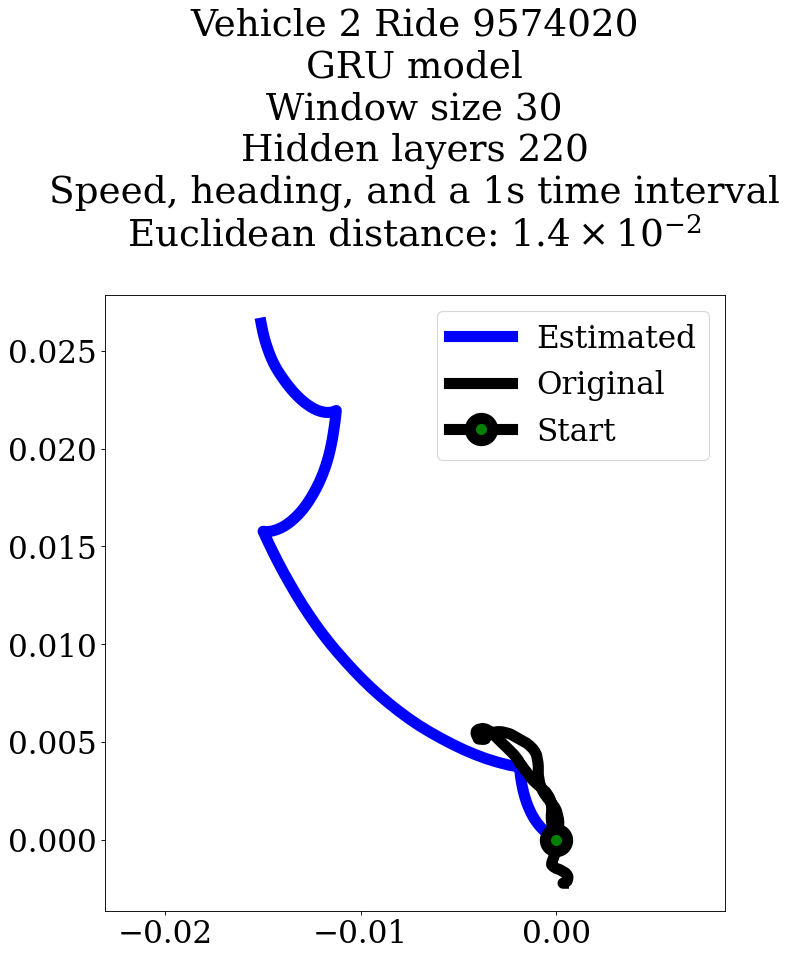 Vehicle 2 Ride 9574020
GRU model
Window size 30
Hidden layers 220
Speed, heading, and a 1s time interval
Euclidean distance: 1.4 × 10⁻²
Estimated
Original
Start
0.025
0.020
0.015
0.010
0.005
0.000
−0.02
−0.01
0.00